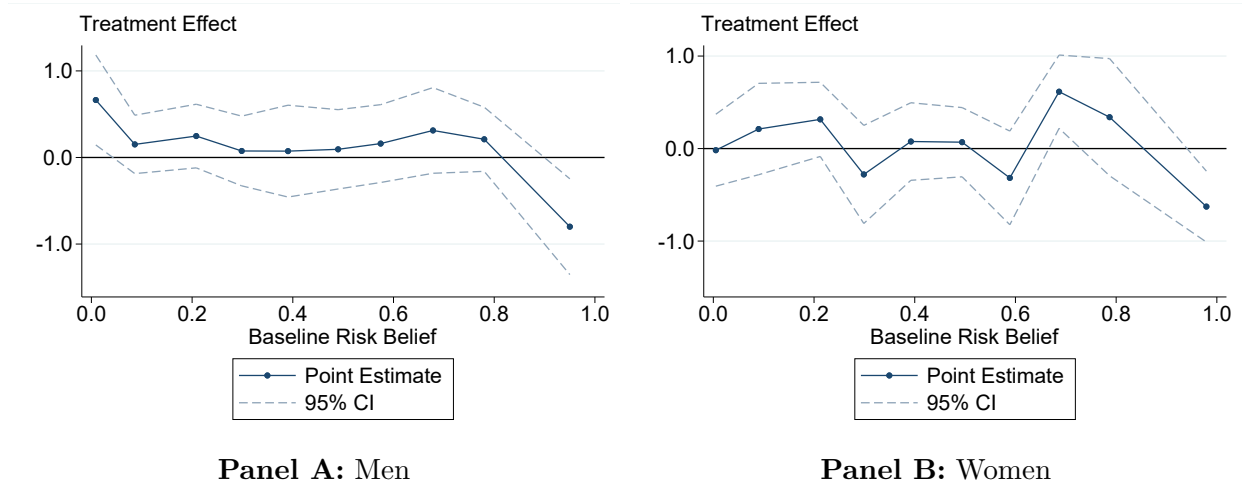 Treatment Effect
1.0
0.0
-1.0
0.0 0.2 0.4 0.6 0.8 1.0
Baseline Risk Belief
Point Estimate
95% CI
Panel A: Men
Treatment Effect
1.0
0.0
-1.0
0.0 0.2 0.4 0.6 0.8 1.0
Baseline Risk Belief
Point Estimate
95% CI
Panel B: Women